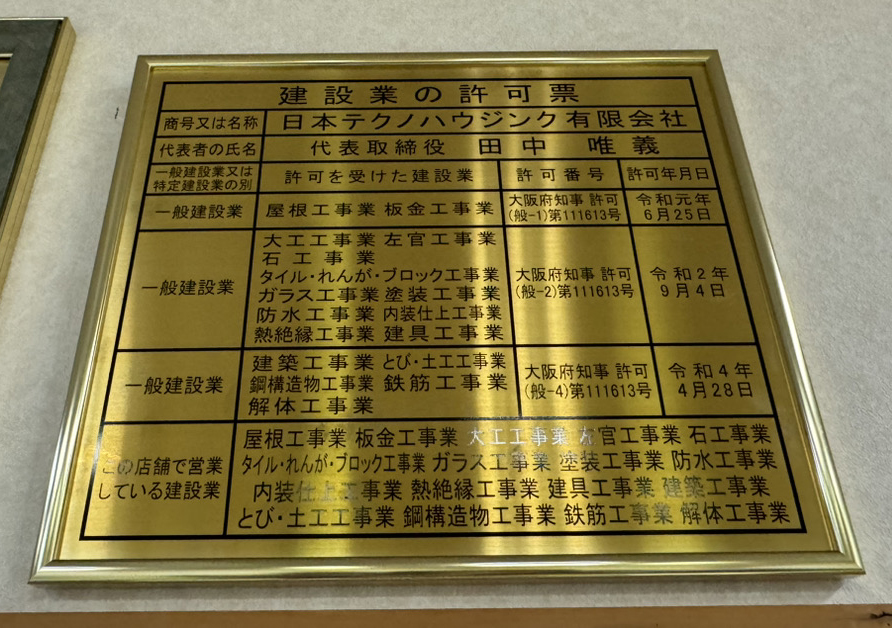 建設業の許可票
商号又は名称 日本テクノハウジンク有限会社
代表者の氏名 代表取締役 田中 唯義
一般建設業又は
特定建設業の別 許可を受けた建設業 許可番号 許可年月日
一般建設業 屋根工事業 板金工事業 大阪府知事 許可
(般-1)第111613号 令和元年
6月25日
一般建設業 大工工事業 左官工事業
石工事業
タイル・れんが・ブロック工事業
ガラス工事業 塗装工事業
防水工事業 内装仕上工事業
熱絶縁工事業 建具工事業
大阪府知事 許可
(般-2)第111613号
令和2年
9月4日
一般建設業 建築工事業 とび・土工工事業
鋼構造物工事業 鉄筋工事業
解体工事業
大阪府知事 許可
(般-4)第111613号
令和4年
4月28日
この店舗で営業
している建設業
屋根工事業 板金工事業 大工工事業 左官工事業 石工事業
タイル・れんが・ブロック工事業 ガラス工事業 塗装工事業 防水工事業
内装仕上工事業 熱絶縁工事業 建具工事業 建築工事業
とび・土工工事業 鋼構造物工事業 鉄筋工事業 解体工事業